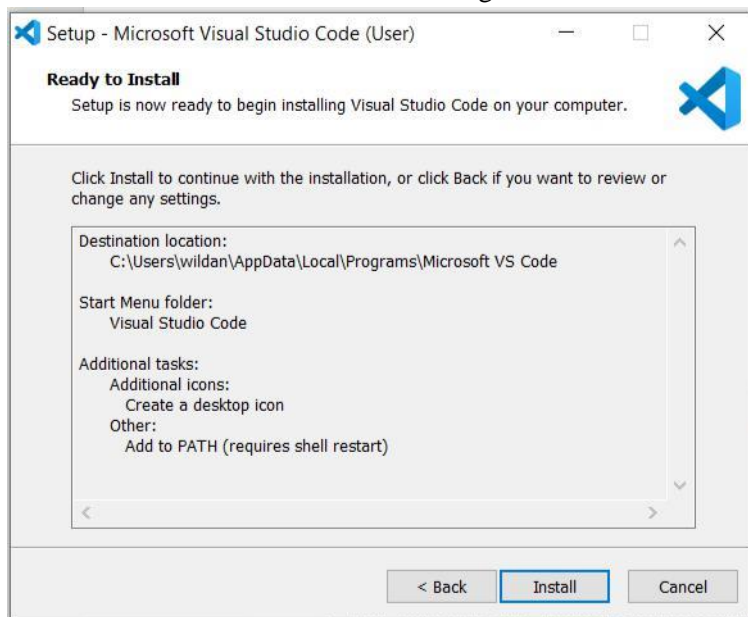 Setup - Microsoft Visual Studio Code (User)
Ready to Install
Setup is now ready to begin installing Visual Studio Code on your computer.
Click Install to continue with the installation, or click Back if you want to review or
change any settings.
Destination location:
C:\Users\wildan\AppData\Local\Programs\Microsoft VS Code
Start Menu folder:
Visual Studio Code
Additional tasks:
Additional icons:
Create a desktop icon
Other:
Add to PATH (requires shell restart)
< Back Install Cancel